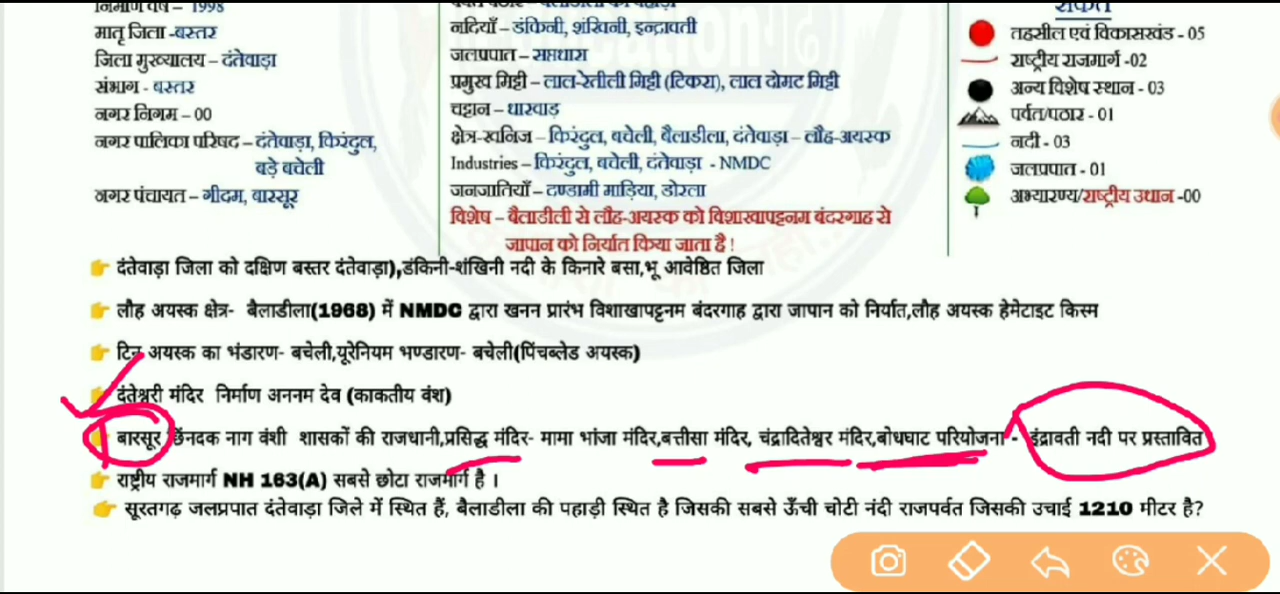 निर्माण वर्ष – 1998
मातृ जिला -बस्तर
जिला मुख्यालय – दंतेवाड़ा
संभाग - बस्तर
नगर निगम – 00
नगर पालिका परिषद – दंतेवाड़ा, किरंदुल,
बड़े बचेली
नगर पंचायत – गीदम, बारसूर
नदियाँ – डंकिनी, शंखिनी, इन्द्रावती
जलप्रपात – सप्तधारा
प्रमुख मिट्टी – लाल-रेतीली मिट्टी (टिकरा), लाल दोमट मिट्टी
चट्टान – धारवाड़
क्षेत्र-खनिज – किरंदुल, बचेली, बैलाडीला, दंतेवाड़ा – लौह-अयस्क
Industries – किरंदुल, बचेली, दंतेवाड़ा - NMDC
जनजातियाँ – दण्डामी माड़िया, डोरला
विशेष – बैलाडीली से लौह-अयस्क को विशाखापट्टनम बंदरगाह से
जापान को निर्यात किया जाता है !
संकेत
तहसील एवं विकासखंड - 05
राष्ट्रीय राजमार्ग -02
अन्य विशेष स्थान - 03
पर्वत/पठार - 01
नदी - 03
जलप्रपात - 01
अभ्यारण्य/राष्ट्रीय उधान -00
दंतेवाड़ा जिला को दक्षिण बस्तर दंतेवाड़ा),डंकिनी-शंखिनी नदी के किनारे बसा,भू आवेष्ठित जिला
लौह अयस्क क्षेत्र- बैलाडीला(1968) में NMDC द्वारा खनन प्रारंभ विशाखापट्टनम बंदरगाह द्वारा जापान को निर्यात,लौह अयस्क हेमेटाइट किस्म
टिन अयस्क का भंडारण- बचेली,यूरेनियम भण्डारण- बचेली(पिंचब्लेड अयस्क)
दंतेश्वरी मंदिर निर्माण अननम देव (काकतीय वंश)
बारसूर छिंनदक नाग वंशी शासकों की राजधानी,प्रसिद्ध मंदिर- मामा भांजा मंदिर,बत्तीसा मंदिर, चंद्रादितेश्वर मंदिर,बोधघाट परियोजना - इंद्रावती नदी पर प्रस्तावित
राष्ट्रीय राजमार्ग NH 163(A) सबसे छोटा राजमार्ग है ।
सूरतगढ़ जलप्रपात दंतेवाड़ा जिले में स्थित हैं, बैलाडीला की पहाड़ी स्थित है जिसकी सबसे ऊँची चोटी नंदी राजपर्वत जिसकी उचाई 1210 मीटर है?